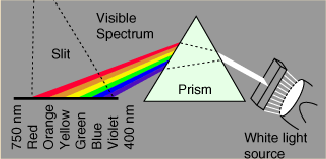 Visible
Spectrum
Slit
Prism
White light
source
750 nm
Red
Orange
Yellow
Green
Blue
Violet
400 nm